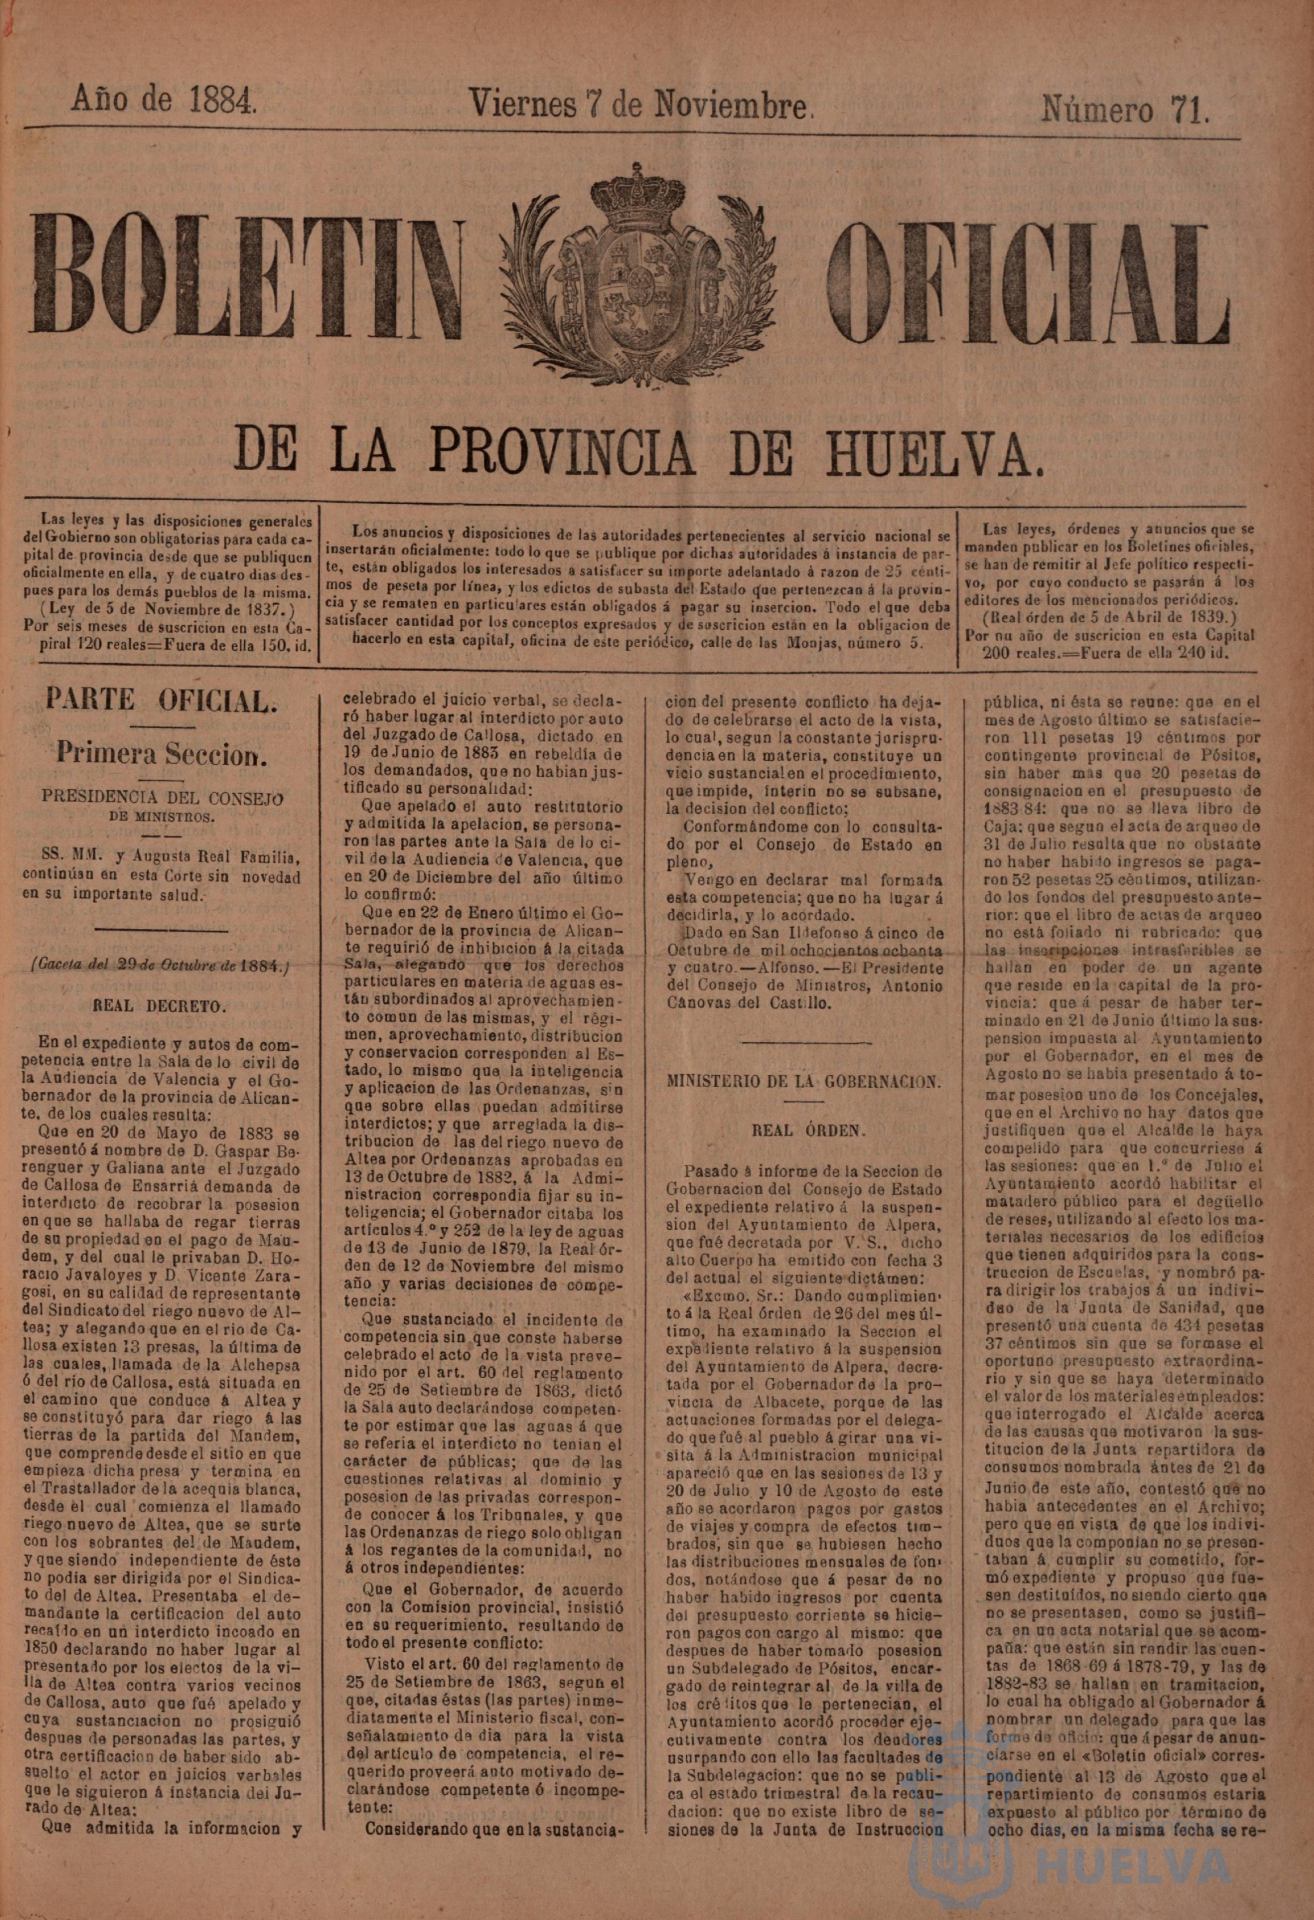 Año de 1884.
Viernes 7 de Noviembre.
Número 71.
BOLETIN OFICIAL
DE LA PROVINCIA DE HUELVA.
Las leyes y las disposiciones generales
del Gobierno son obligatorias para cada ca-
pital de provincia desde que se publiquen
oficialmente en ella, y de cuatro dias des-
pues para los demás pueblos de la misma.
(Ley de 5 de Noviembre de 1837.)
Por seis meses de suscricion en esta Ca-
piral 120 reales=Fuera de ella 150, id.
Los anuncios y disposiciones de las autoridades pertenecientes al servicio nacional se
insertarán oficialmente: todo lo que se publique por dichas autoridades á instancia de par-
te, están obligados los interesados á satisfacer su importe adelantado á razon de 25 cénti-
mos de peseta por línea, y los edictos de subasta del Estado que pertenezcan á la provin-
cia y se rematen en particulares están obligados á pagar su insercion. Todo el que deba
satisfacer cantidad por los conceptos expresados y de suscricion están en la obligacion de
hacerlo en esta capital, oficina de este periódico, calle de las Monjas, número 5.
Las leyes, órdenes y anuncios que se
manden publicar en los Boletines oficiales,
se han de remitir al Jefe político respecti-
vo, por cuyo conducto se pasarán á los
editores de los mencionados periódicos.
(Real órden de 5 de Abril de 1839.)
Por nu año de suscricion en esta Capital
200 reales.=Fuera de ella 240 id.
PARTE OFICIAL.
Primera Seccion.
PRESIDENCIA DEL CONSEJO
DE MINISTROS.
SS. MM. y Augusta Real Familia,
continúan en esta Corte sin novedad
en su importante salud.
(Gaceta del 29 de Octubre de 1884.)
REAL DECRETO.
En el expediente y autos de com-
petencia entre la Sala de lo civil de
la Audiencia de Valencia y el Go-
bernador de la provincia de Alican-
te, de los cuales resulta:
Que en 20 de Mayo de 1883 se
presentó á nombre de D. Gaspar Be-
renguer y Galiana ante el Juzgado
de Callosa de Ensarriá demanda de
interdicto de recobrar la posesion
en que se hallaba de regar tierras
de su propiedad en el pago de Mau-
dem, y del cual le privaban D. Ho-
racio Javaloyes y D. Vicente Zara-
gosi, en su calidad de representante
del Sindicato del riego nuevo de Al-
tea; y alegando que en el rio de Ca-
llosa existen 13 presas, la última de
las cuales, llamada de la Alchepsa
ó del rio de Callosa, está situada en
el camino que conduce á Altea y
se constituyó para dar riego á las
tierras de la partida del Mandem,
que comprende desde el sitio en que
empieza dicha presa y termina en
el Trastallador de la acequia blanca,
desde el cual comienza el llamado
riego nuevo de Altea, que se surte
con los sobrantes del de Maudem,
y que siendo independiente de éste
no podia ser dirigida por el Sindica-
to del de Altea. Presentaba el de-
mandante la certificacion del auto
recaido en un interdicto incoado en
1850 declarando no haber lugar al
presentado por los electos de la vi-
lla de Altea contra varios vecinos
de Callosa, auto que fué apelado y
cuya sustanciacion no prosiguió
despues de personadas las partes, y
otra certificacion de haber sido ab-
suelto el actor en juicios verbales
que le siguieron á instancia del Ju-
rado de Altea:
Que admitida la informacion y
celebrado el juicio verbal, se decla-
ró haber lugar al interdicto por auto
del Juzgado de Callosa, dictado en
19 de Junio de 1883 en rebeldía de
los demandados, que no habian jus-
tificado su personalidad:
Que apelado el auto restitutorio
y admitida la apelacion, se persona-
ron las partes ante la Sala de lo ci-
vil de la Audiencia de Valencia, que
en 20 de Diciembre del año último
lo confirmó:
Que en 22 de Enero último el Go-
bernador de la provincia de Alican-
te requirió de inhibicion á la citada
Sala, alegando que los derechos
particulares en materia de aguas es-
tán subordinados al aprovechamien-
to comun de las mismas, y el régi-
men, aprovechamiento, distribucion
y conservacion corresponden al Es-
tado, lo mismo que la inteligencia
y aplicacion de las Ordenanzas, sin
que sobre ellas puedan admitirse
interdictos; y que arreglada la dis-
tribucion de las del riego nuevo de
Altea por Ordenanzas aprobadas en
13 de Octubre de 1882, á la Admi-
nistracion correspondia fijar su in-
teligencia; el Gobernador citaba los
artículos 4.º y 252 de la ley de aguas
de 13 de Junio de 1879, la Real ór-
den de 12 de Noviembre del mismo
año y varias decisiones de compe-
tencia:
Que sustanciado el incidente de
competencia sin que conste haberse
celebrado el acto de la vista preve-
nido por el art. 60 del reglamento
de 25 de Setiembre de 1863, dictó
la Sala auto declarándose competen-
te por estimar que las aguas á que
se referia el interdicto no tenian el
carácter de públicas; que de las
cuestiones relativas al dominio y
posesion de las privadas correspon-
de conocer á los Tribunales, y que
las Ordenanzas de riego solo obligan
á los regantes de la comunidad, no
á otros independientes:
Que el Gobernador, de acuerdo
con la Comision provincial, insistió
en su requerimiento, resultando de
todo el presente conflicto:
Visto el art. 60 del reglamento de
25 de Setiembre de 1863, segun el
que, citadas éstas (las partes) inme-
diatamente el Ministerio fiscal, con-
señalamiento de dia para la vista
del artículo de competencia, el re-
querido proveerá auto motivado de-
clarándose competente ó incompe-
tente:
Considerando que en la sustancia-
cion del presente conflicto ha deja-
do de celebrarse el acto de la vista,
lo cual, segun la constante jurispru-
dencia en la materia, constituye un
vicio sustancial en el procedimiento,
que impide, ínterin no se subsane,
la decision del conflicto;
Conformándome con lo consulta-
do por el Consejo de Estado en
pleno,
Vengo en declarar mal formada
esta competencia; que no ha lugar á
decidirla, y lo acordado.
Dado en San Ildefonso á cinco de
Octubre de mil ochocientos ochenta
y cuatro.—Alfonso.—El Presidente
del Consejo de Ministros, Antonio
Cánovas del Castillo.
MINISTERIO DE LA GOBERNACION.
REAL ÓRDEN.
Pasado á informe de la Seccion de
Gobernacion del Consejo de Estado
el expediente relativo á la suspen-
sion del Ayuntamiento de Alpera,
que fué decretada por V. S., dicho
alto Cuerpo ha emitido con fecha 3
del actual el siguiente dictámen:
«Excmo. Sr.: Dando cumplimien-
to á la Real órden de 26 del mes úl-
timo, ha examinado la Seccion el
expediente relativo á la suspension
del Ayuntamiento de Alpera, decre-
tada por el Gobernador de la pro-
vincia de Albacete, porque de las
actuaciones formadas por el delega-
do que fué al pueblo á girar una vi-
sita á la Administracion municipal
apareció que en las sesiones de 13 y
20 de Julio y 10 de Agosto de este
año se acordaron pagos por gastos
de viajes y compra de efectos tim-
brados, sin que se hubiesen hecho
las distribuciones mensuales de fon-
dos, notándose que á pesar de no
haber habido ingresos por cuenta
del presupuesto corriente se hicie-
ron pagos con cargo al mismo: que
despues de haber tomado posesion
un Subdelegado de Pósitos, encar-
gado de reintegrar al de la villa de
los créditos que le pertenecian, el
Ayuntamiento acordó proceder eje-
cutivamente contra los deudores
usurpando con ello las facultades de
la Subdelegacion: que no se publi-
ca el estado trimestral de la recau-
dacion: que no existe libro de se-
siones de la Junta de Instruccion
pública, ni ésta se reune: que en el
mes de Agosto último se satisfacie-
ron 111 pesetas 19 céntimos por
contingente provincial de Pósitos,
sin haber mas que 20 pesetas de
consignacion en el presupuesto de
1883 84: que no se lleva libro de
Caja: que segun el acta de arqueo de
31 de Julio resulta que no obstante
no haber habido ingresos se paga-
ron 52 pesetas 25 céntimos, utilizan-
do los fondos del presupuesto ante-
rior: que el libro de actas de arqueo
no está foliado ni rubricado: que
las inscripciones intrasferibles se
hallan en poder de un agente
que reside en la capital de la pro-
vincia: que á pesar de haber ter-
minado en 21 de Junio último la sus-
pension impuesta al Ayuntamiento
por el Gobernador, en el mes de
Agosto no se habia presentado á to-
mar posesion uno de los Concejales,
que en el Archivo no hay datos que
justifiquen que el Alcalde le haya
compelido para que concurriese á
las sesiones: que en 1.º de Julio el
Ayuntamiento acordó habilitar el
matadero público para el degüello
de reses, utilizando al efecto los ma-
teriales necesarios de los edificios
que tienen adquiridos para la cons-
truccion de Escuelas, y nombró pa-
ra dirigir los trabajos á un indivi-
duo de la Junta de Sanidad, que
presentó una cuenta de 434 pesetas
37 céntimos sin que se formase el
oportuno presupuesto extraordina-
rio y sin que se haya determinado
el valor de los materiales empleados:
que interrogado el Alcalde acerca
de las causas que motivaron la sus-
titucion de la Junta repartidora de
consumos nombrada ántes de 21 de
Junio de este año, contestó que no
habia antecedentes en el Archivo;
pero que en vista de que los indivi-
duos que la componian no se presen-
taban á cumplir su cometido, for-
mó expediente y propuso que fue-
sen destituidos, no siendo cierto que
no se presentasen, como se justifi-
ca en un acta notarial que se acom-
paña: que están sin rendir las cuen-
tas de 1868-69 á 1878-79, y las de
1882-83 se hallan en tramitacion,
lo cual ha obligado al Gobernador á
nombrar un delegado para que las
forme de oficio: que á pesar de anun-
ciarse en el «Boletin oficial» corres-
pondiente al 13 de Agosto que el
repartimiento de consumos estaria
expuesto al público por término de
ocho dias, en la misma fecha se re-
HUELVA